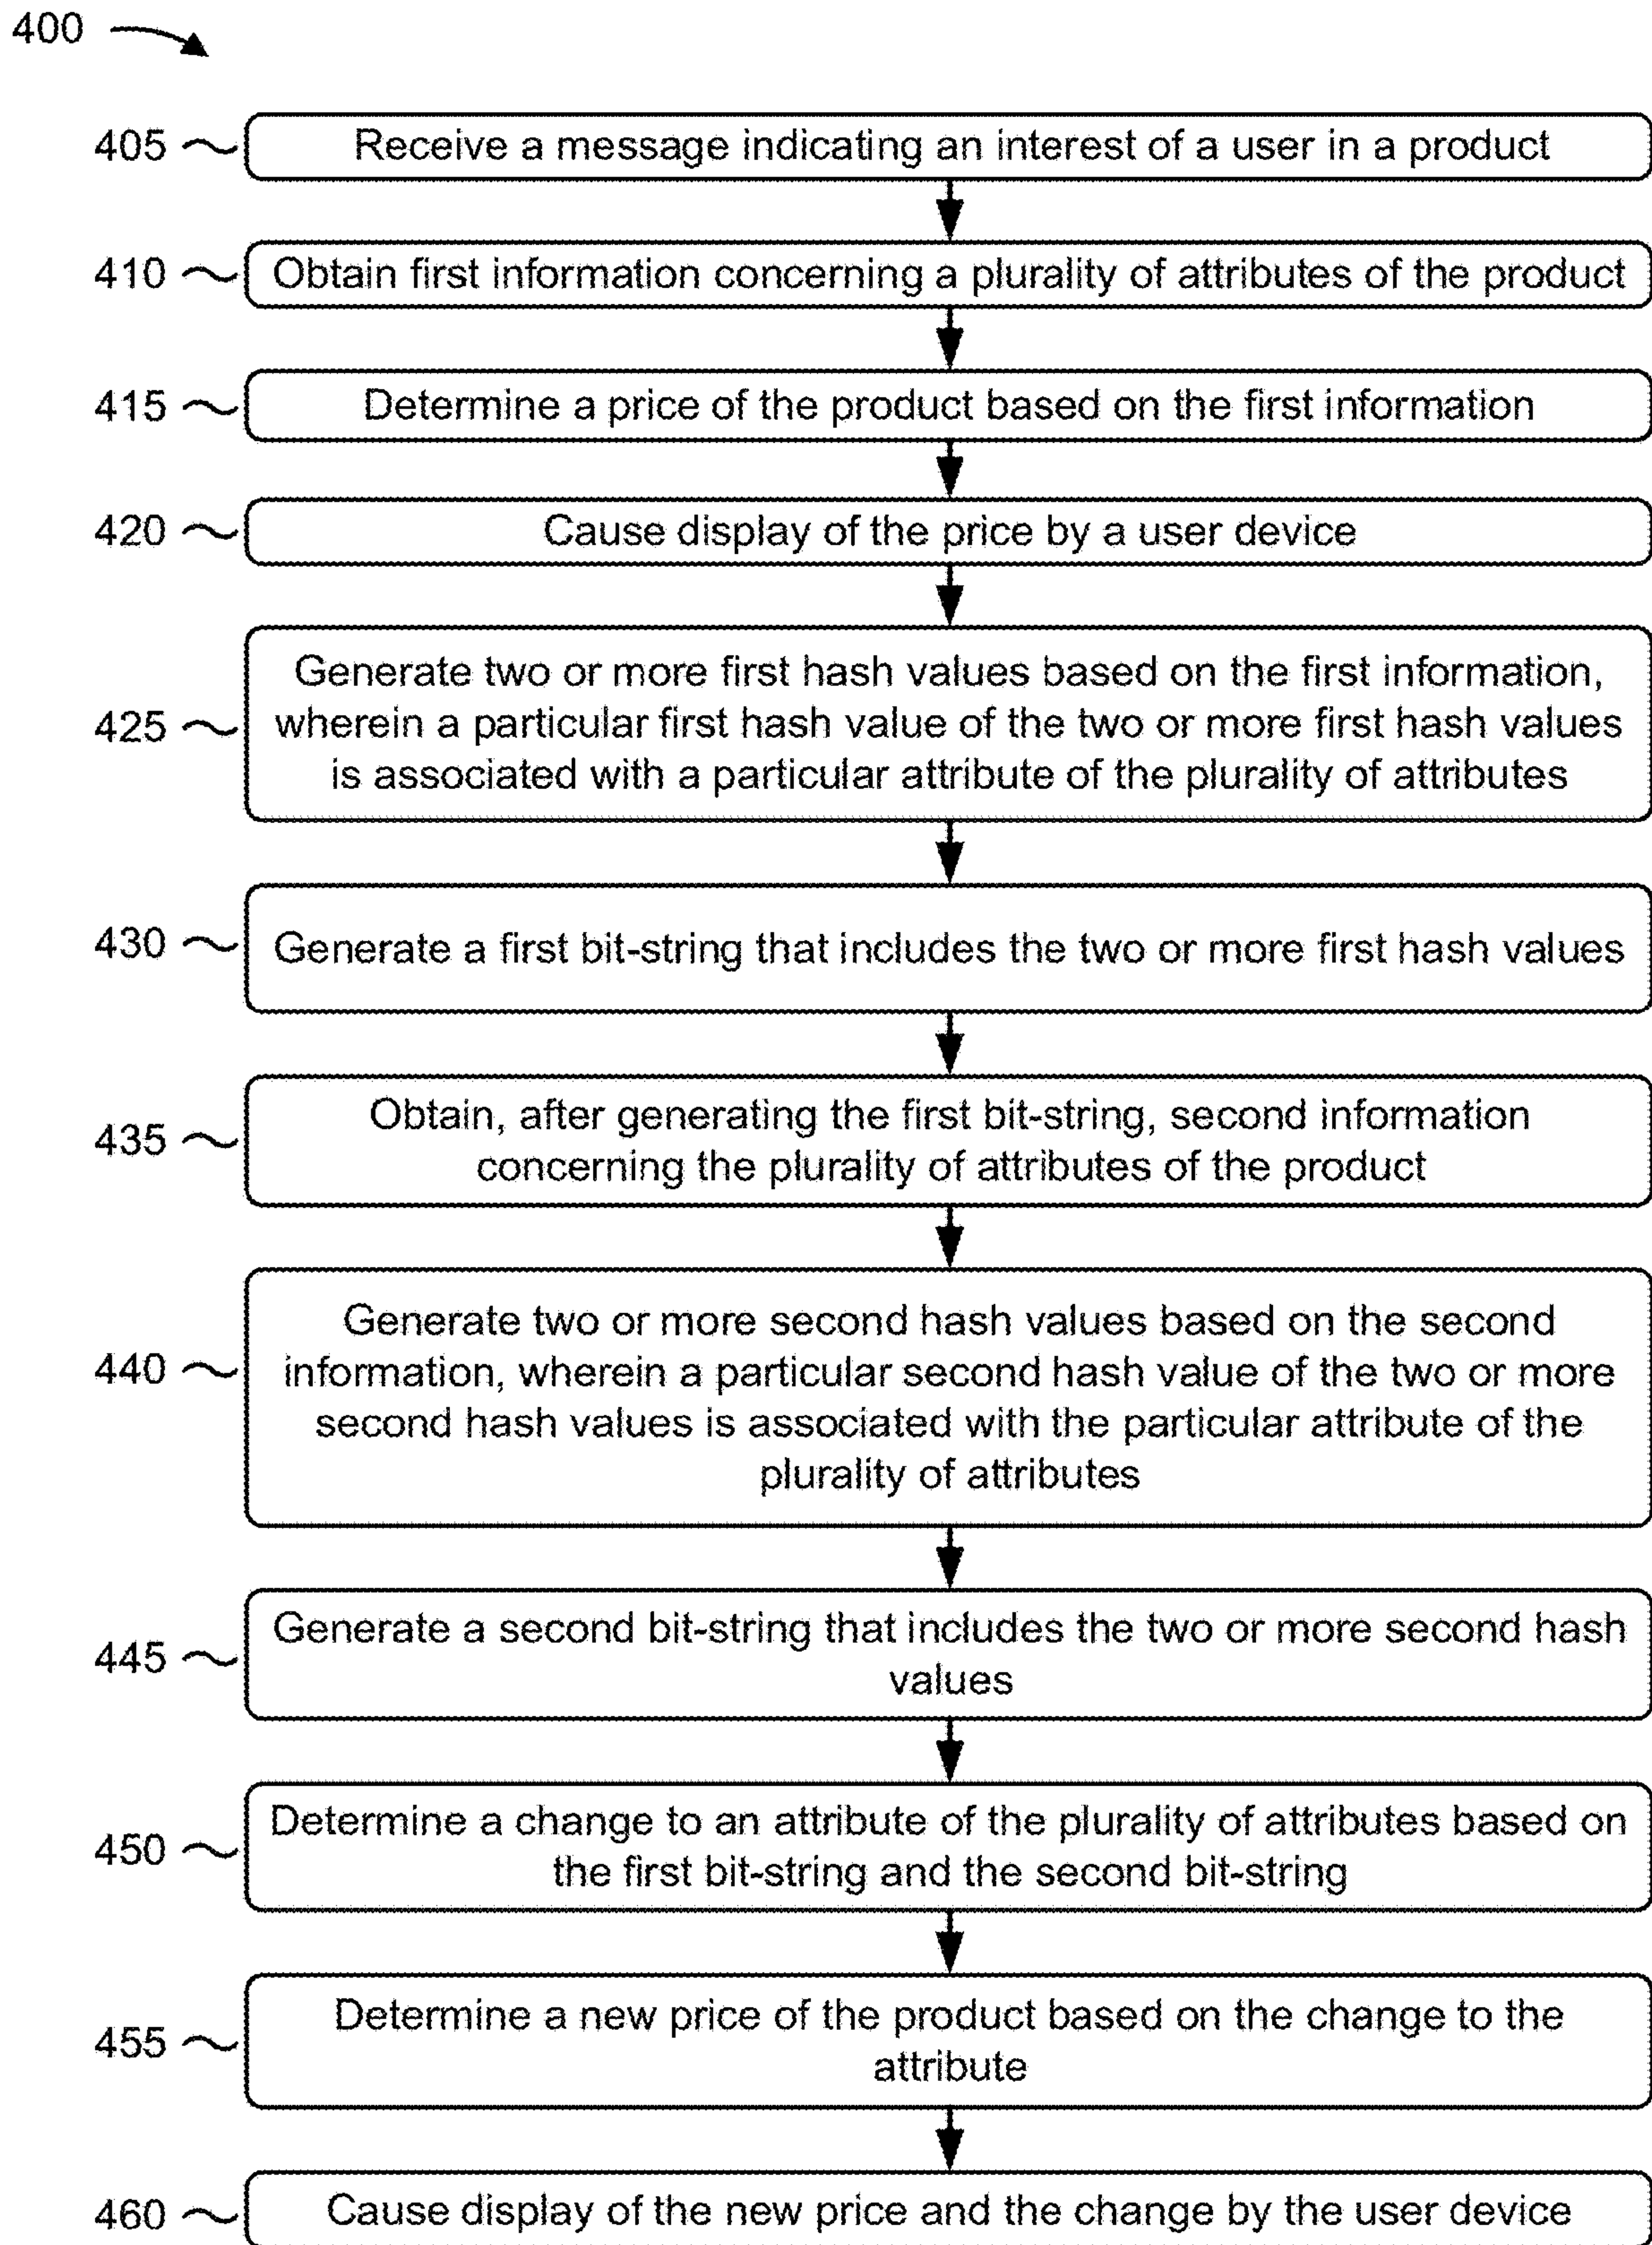 400
405 Receive a message indicating an interest of a user in a product
410 Obtain first information concerning a plurality of attributes of the product
415 Determine a price of the product based on the first information
420 Cause display of the price by a user device
Generate two or more first hash values based on the first information,
425 wherein a particular first hash value of the two or more first hash values
is associated with a particular attribute of the plurality of attributes
430 Generate a first bit-string that includes the two or more first hash values
435 Obtain, after generating the first bit-string, second information
concerning the plurality of attributes of the product
Generate two or more second hash values based on the second
440 information, wherein a particular second hash value of the two or more
second hash values is associated with the particular attribute of the
plurality of attributes
445 Generate a second bit-string that includes the two or more second hash
values
450 Determine a change to an attribute of the plurality of attributes based on
the first bit-string and the second bit-string
455 Determine a new price of the product based on the change to the
attribute
460 Cause display of the new price and the change by the user device